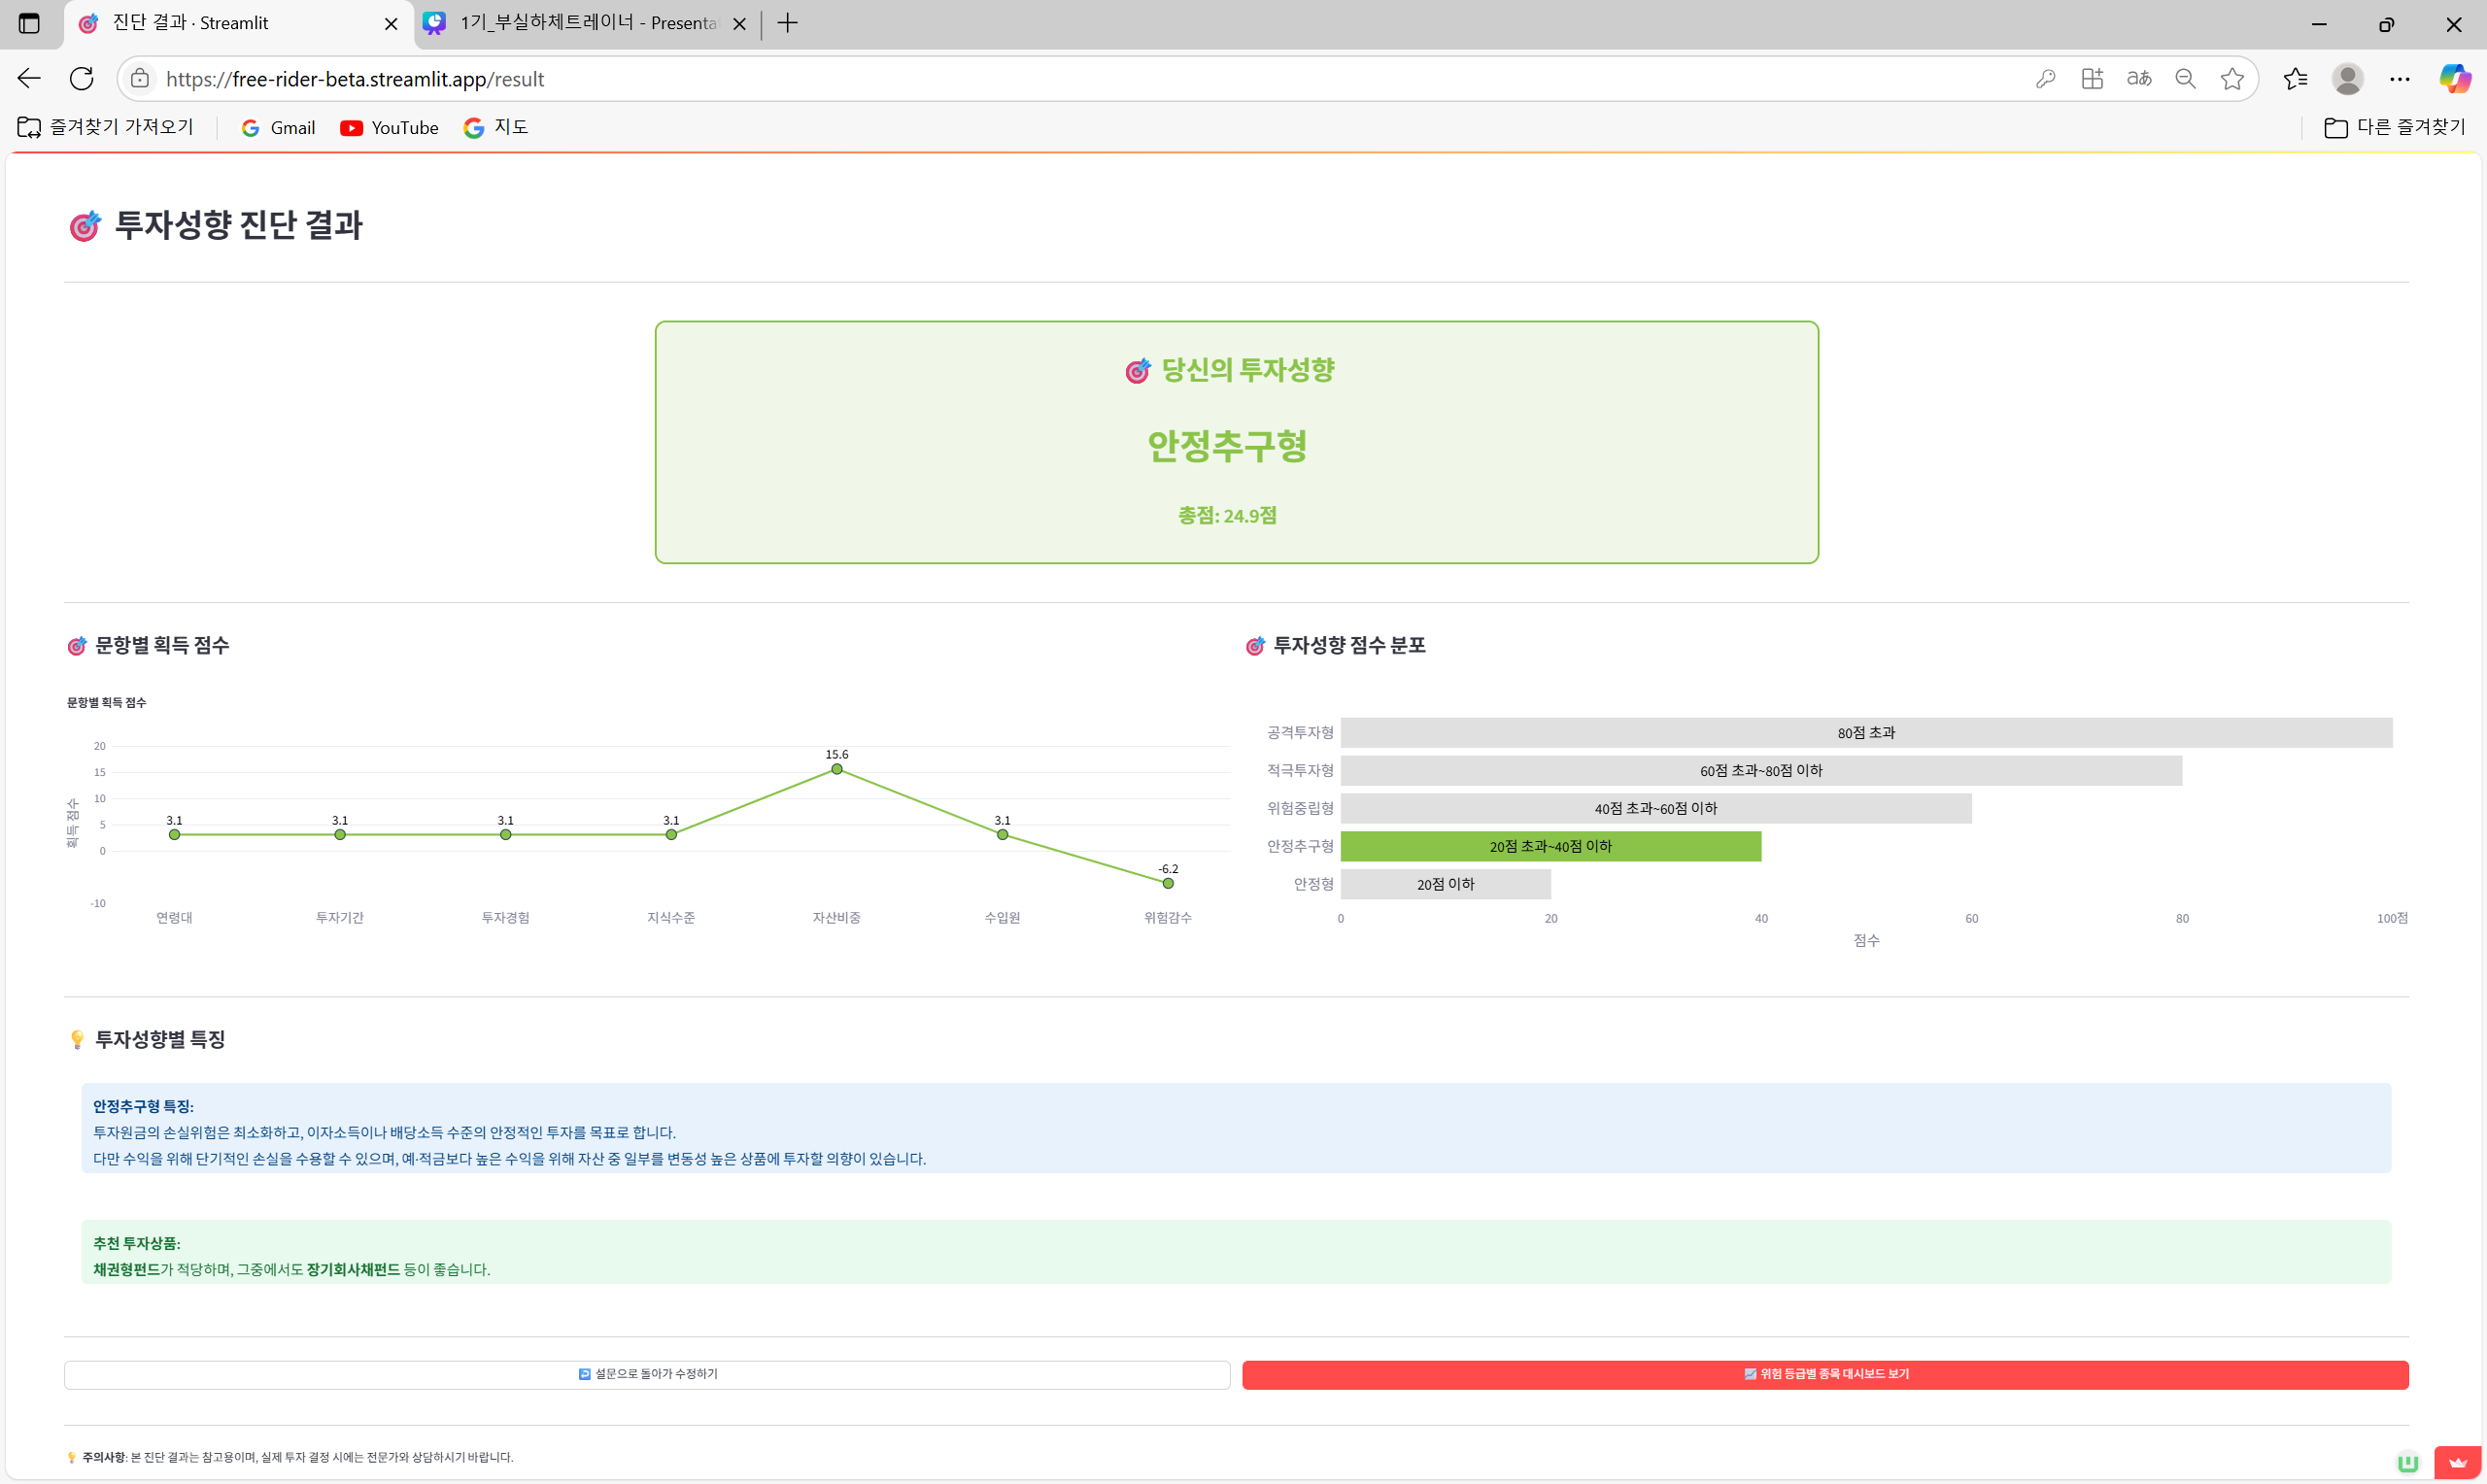 진단 결과 · Streamlit
1기_부실하체트레이너 - Presenta
https://free-rider-beta.streamlit.app/result
즐겨찾기 가져오기
Gmail
YouTube
지도
다른 즐겨찾기
투자성향 진단 결과
당신의 투자성향
안정추구형
총점: 24.9점
문항별 획득 점수
문항별 획득 점수
획득 점수
20
15
10
5
0
-10
3.1
3.1
3.1
3.1
15.6
3.1
-6.2
연령대
투자기간
투자경험
지식수준
자산비중
수입원
위험감수
투자성향 점수 분포
공격투자형
80점 초과
적극투자형
60점 초과~80점 이하
위험중립형
40점 초과~60점 이하
안정추구형
20점 초과~40점 이하
안정형
20점 이하
0
20
40
60
80
100점
점수
투자성향별 특징
안정추구형 특징:
투자원금의 손실위험은 최소화하고, 이자소득이나 배당소득 수준의 안정적인 투자를 목표로 합니다.
다만 수익을 위해 단기적인 손실을 수용할 수 있으며, 예·적금보다 높은 수익을 위해 자산 중 일부를 변동성 높은 상품에 투자할 의향이 있습니다.
추천 투자상품:
채권형펀드가 적당하며, 그중에서도 장기회사채펀드 등이 좋습니다.
설문으로 돌아가 수정하기
위험 등급별 종목 대시보드 보기
주의사항: 본 진단 결과는 참고용이며, 실제 투자 결정 시에는 전문가와 상담하시기 바랍니다.